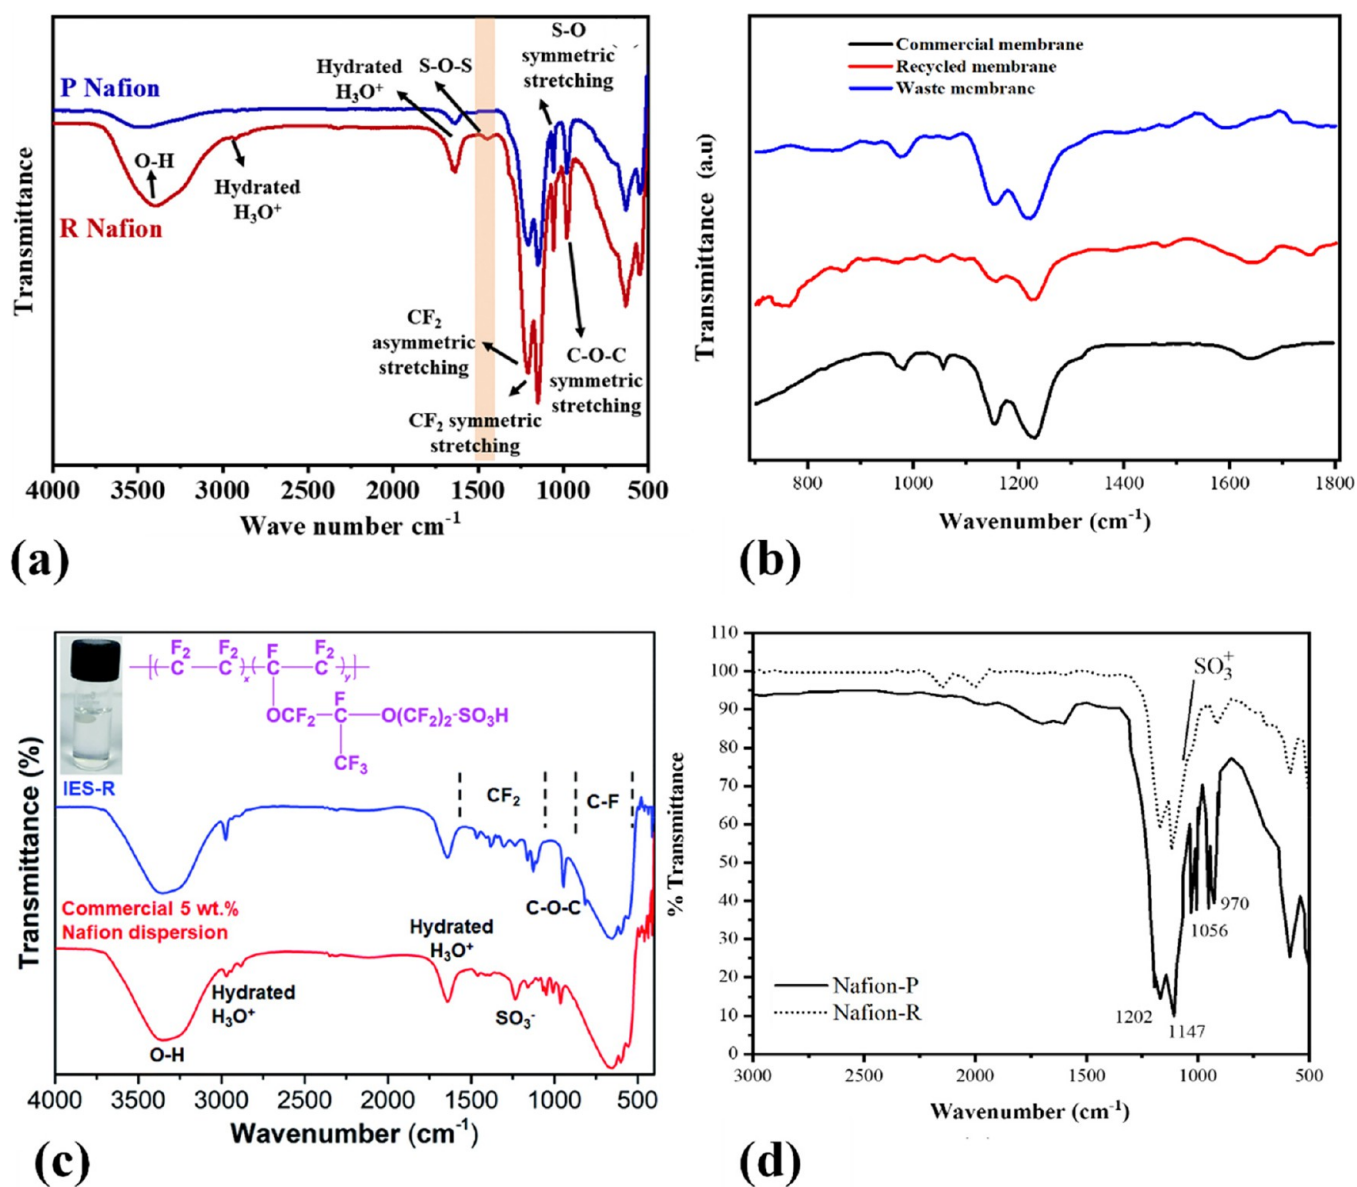 P Nafion
R Nafion
Hydrated
H₃O⁺
S-O-S
S-O
symmetric
stretching
O-H
Hydrated
H₃O⁺
CF₂
asymmetric
stretching
C-O-C
symmetric
stretching
CF₂ symmetric
stretching
Transmittance
4000 3500 3000 2500 2000 1500 1000 500
Wave number cm⁻¹
(a)
Commercial membrane
Recycled membrane
Waste membrane
Transmittance (a.u)
800 1000 1200 1400 1600 1800
Wavenumber (cm⁻¹)
(b)
F₂ F₂ F F₂
-[(C-C)x(C-C)y]-
OCF₂-C-O(CF₂)₂-SO₃H
F
CF₃
IES-R
CF₂
C-F
C-O-C
Commercial 5 wt.%
Nafion dispersion
Hydrated
H₃O⁺
Hydrated
H₃O⁺
SO₃⁻
O-H
Transmittance (%)
4000 3500 3000 2500 2000 1500 1000 500
Wavenumber (cm⁻¹)
(c)
110
100
90
80
70
60
50
40
30
20
10
0
% Transmittance
SO₃⁺
970
1056
1202
1147
Nafion-P
Nafion-R
3000 2500 2000 1500 1000 500
Wavenumber (cm⁻¹)
(d)